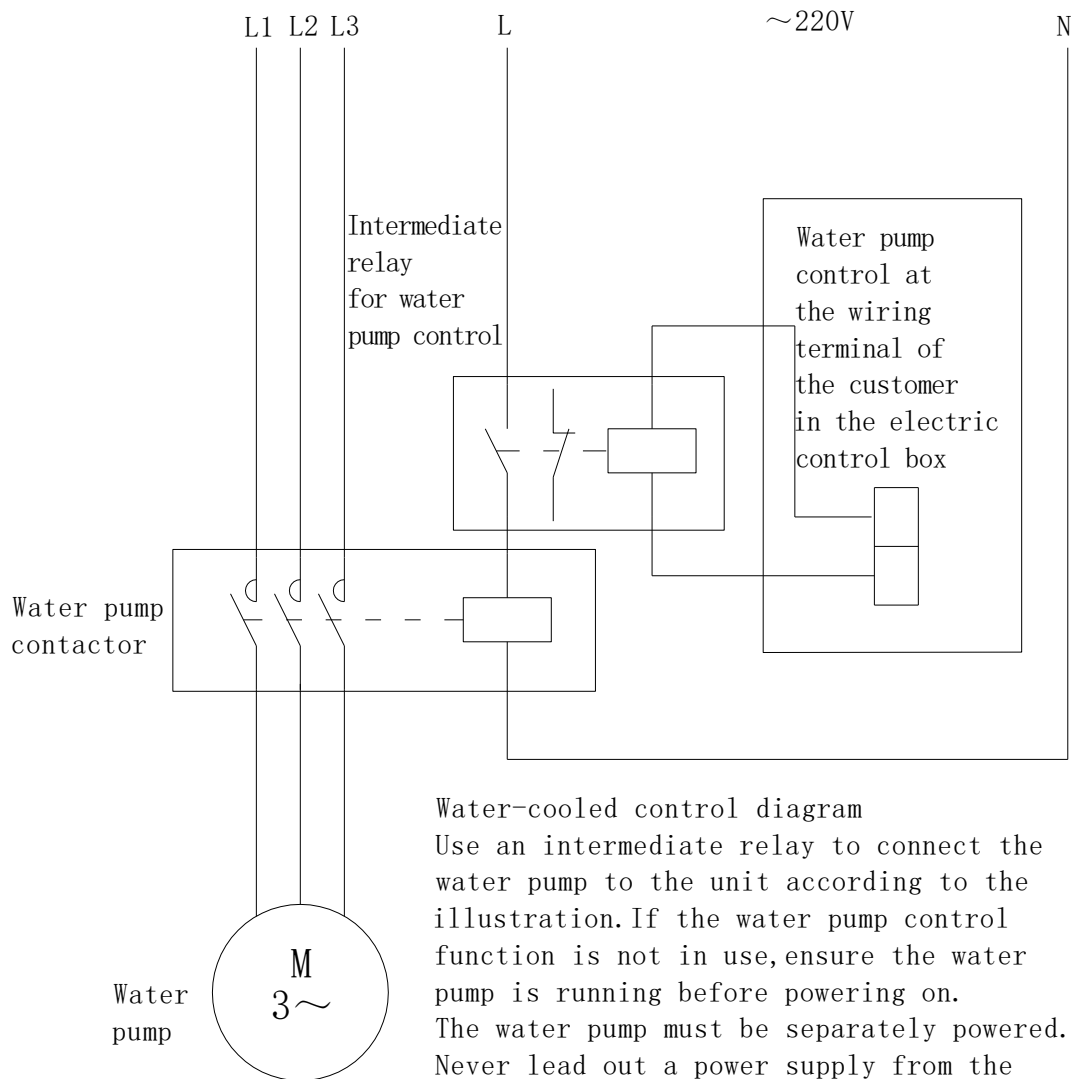 L1 L2 L3 L ～220V N
Intermediate
relay
for water
pump control
Water pump
control at
the wiring
terminal of
the customer
in the electric
control box
Water pump
contactor
Water-cooled control diagram
Use an intermediate relay to connect the
water pump to the unit according to the
illustration.If the water pump control
function is not in use,ensure the water
pump is running before powering on.
The water pump must be separately powered.
Never lead out a power supply from the
M
3～
Water
pump